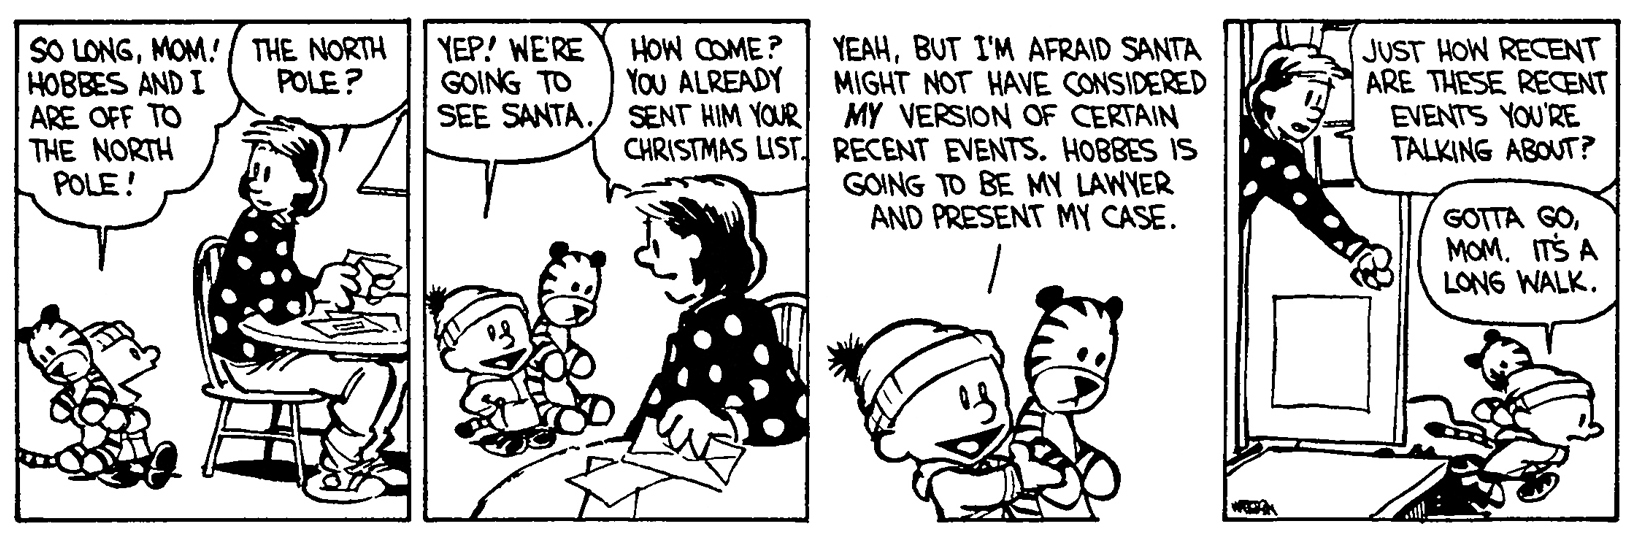 SO LONG, MOM!
HOBBES AND I
ARE OFF TO
THE NORTH
POLE!
THE NORTH
POLE?
YEP! WE'RE
GOING TO
SEE SANTA.
HOW COME?
YOU ALREADY
SENT HIM YOUR
CHRISTMAS LIST.
YEAH, BUT I'M AFRAID SANTA
MIGHT NOT HAVE CONSIDERED
MY VERSION OF CERTAIN
RECENT EVENTS. HOBBES IS
GOING TO BE MY LAWYER
AND PRESENT MY CASE.
JUST HOW RECENT
ARE THESE RECENT
EVENTS YOU'RE
TALKING ABOUT?
GOTTA GO,
MOM. IT'S A
LONG WALK.